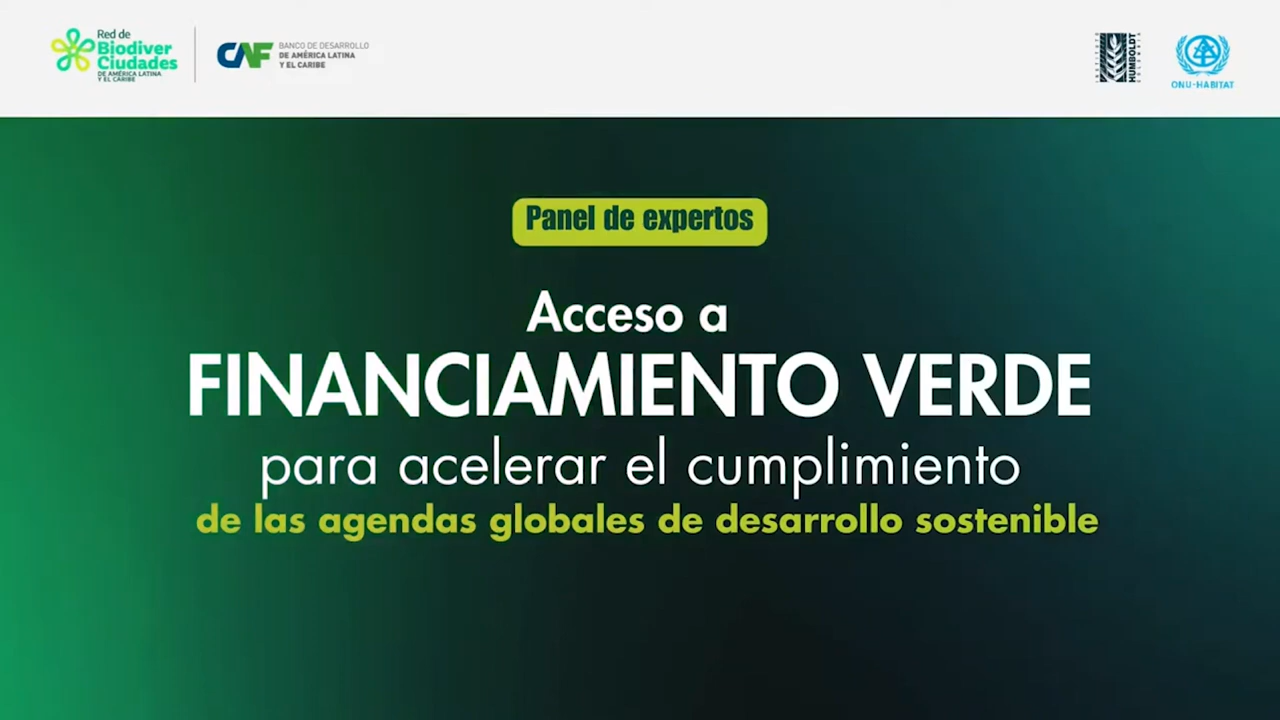 Red de
Biodiver
Ciudades
DE AMÉRICA LATINA
Y EL CARIBE
CAF
BANCO DE DESARROLLO
DE AMÉRICA LATINA
Y EL CARIBE
INSTITUTO
HUMBOLDT
COLOMBIA
ONU-HABITAT
Panel de expertos
Acceso a
FINANCIAMIENTO VERDE
para acelerar el cumplimiento
de las agendas globales de desarrollo sostenible